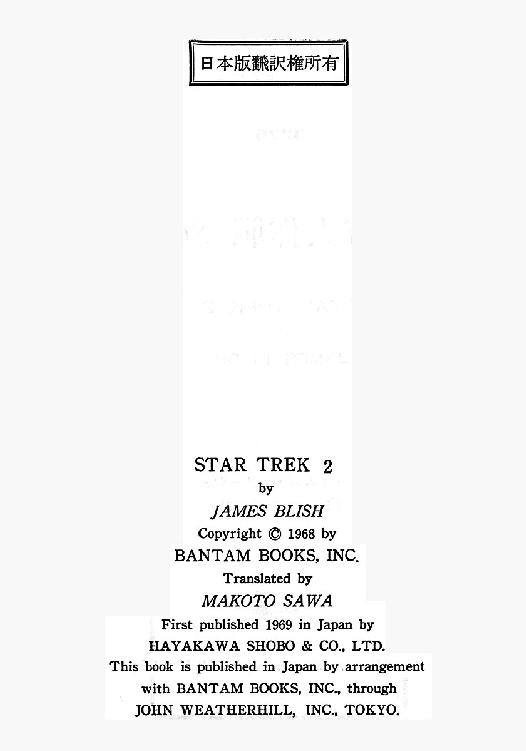 日本版翻訳権所有
STAR TREK 2
by
JAMES BLISH
Copyright © 1968 by
BANTAM BOOKS, INC.
Translated by
MAKOTO SAWA
First published 1969 in Japan by
HAYAKAWA SHOBO & CO., LTD.
This book is published in Japan by arrangement
with BANTAM BOOKS, INC., through
JOHN WEATHERHILL, INC., TOKYO.